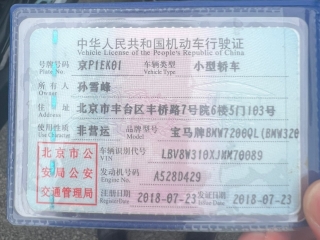 中华人民共和国机动车行驶证
Vehicle License of the People's Republic of China
号牌号码 京P1EK01 车辆类型 小型轿车
Plate No. Vehicle Type
所有人 孙雪峰
Owner
住址 北京市丰台区丰桥路7号院6楼5门103号
Address
使用性质 非营运 品牌型号 宝马牌BMW7200QL(BMW320
北京市公 车辆识别代号 LBV8W310XJMM70089
VIN
安局公安 发动机号码 A5280429
Engine No.
交通管理局 注册日期 2018-07-23 发证日期 2018-07-23
Register Date Issue Date